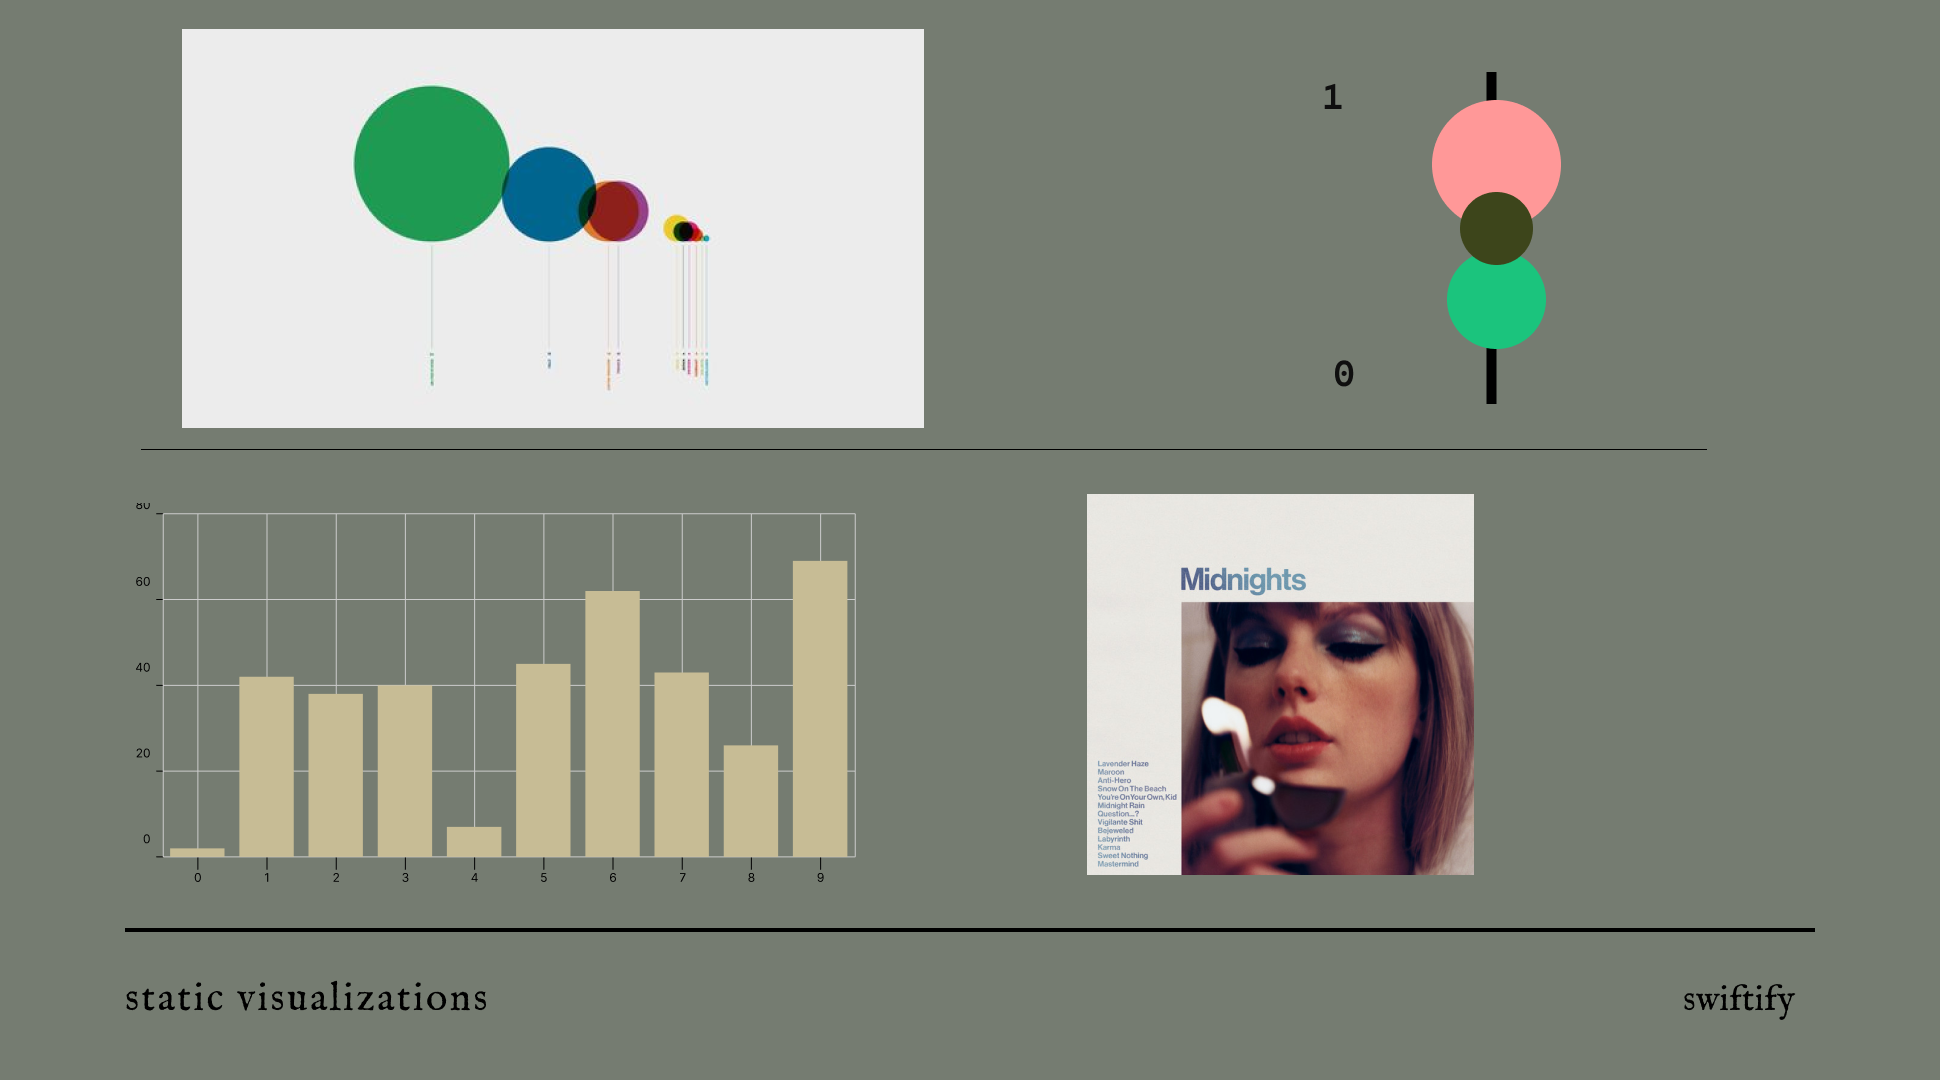 1
0
80
60
40
20
0
0 1 2 3 4 5 6 7 8 9
Midnights
Lavender Haze
Maroon
Anti-Hero
Snow On The Beach
You're On Your Own, Kid
Midnight Rain
Question...?
Vigilante Shit
Bejeweled
Labyrinth
Karma
Sweet Nothing
Mastermind
static visualizations
swiftify